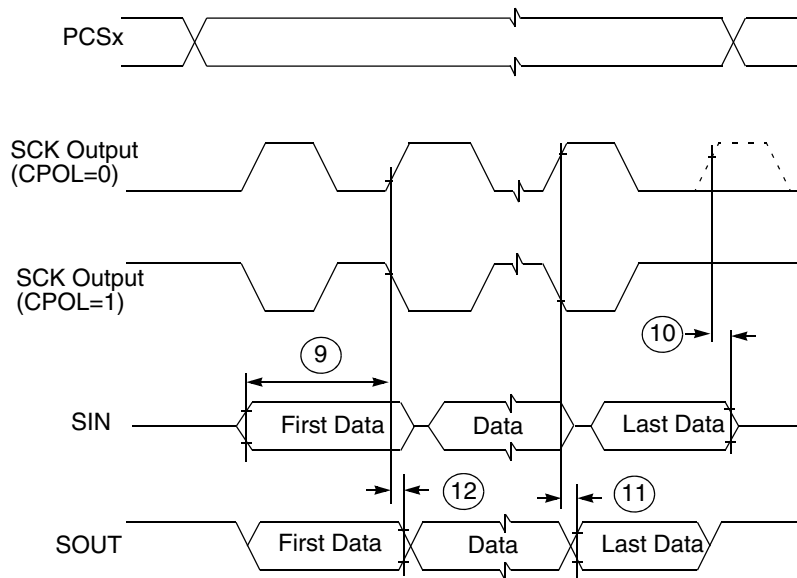 PCSx
SCK Output
(CPOL=0)
SCK Output
(CPOL=1)
10
9
SIN
First Data
Data
Last Data
12
11
SOUT
First Data
Data
Last Data